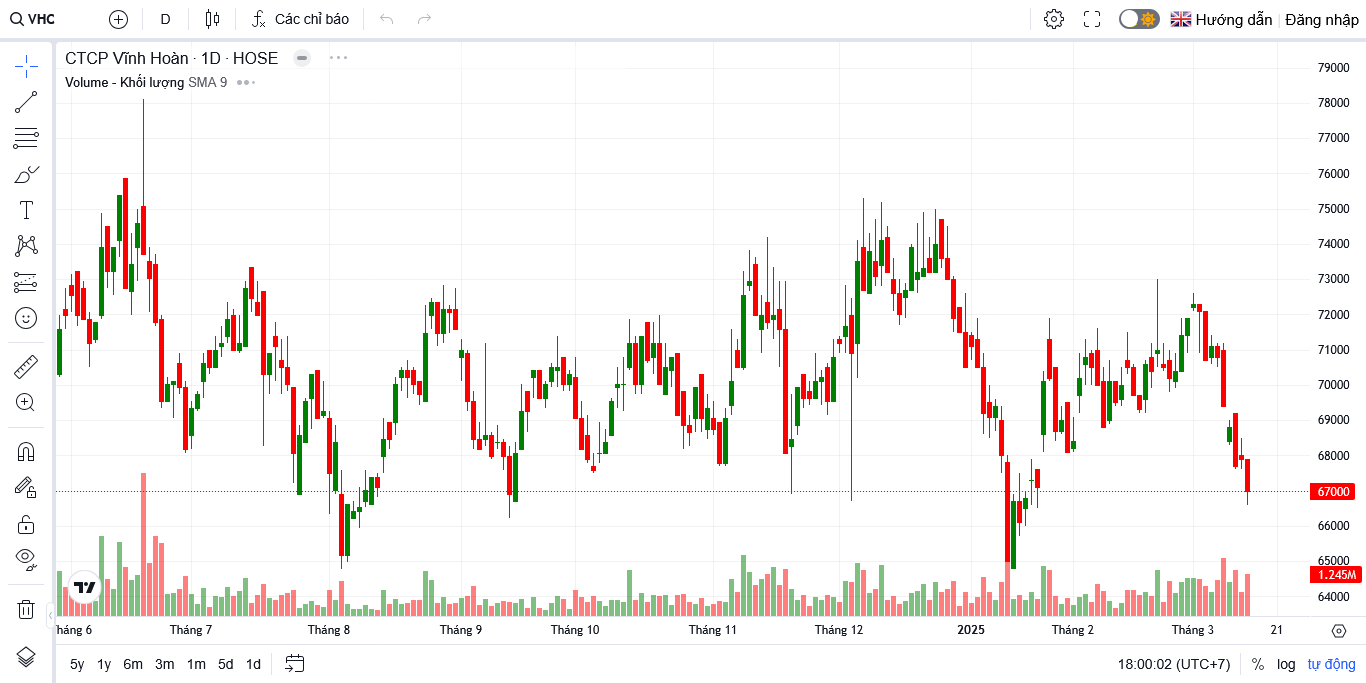 VHC D Các chỉ báo Hướng dẫn Đăng nhập
CTCP Vĩnh Hoàn · 1D · HOSE
Volume - Khối lượng SMA 9
79000
78000
77000
76000
75000
74000
73000
72000
71000
70000
69000
68000
67000
66000
65000
1.245M
64000
háng 6 Tháng 7 Tháng 8 Tháng 9 Tháng 10 Tháng 11 Tháng 12 2025 Tháng 2 Tháng 3 21
5y 1y 6m 3m 1m 5d 1d 18:00:02 (UTC+7) % log tự động